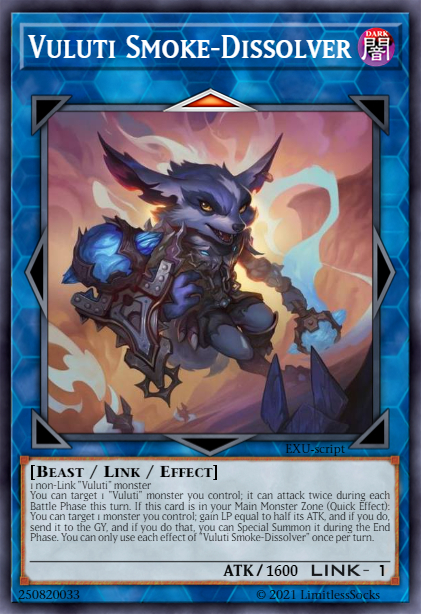 Vuluti Smoke-Dissolver
DARK
闇
EXU-script
[Beast / Link / Effect]
1 non-Link "Vuluti" monster
You can target 1 "Vuluti" monster you control; it can attack twice during each
Battle Phase this turn. If this card is in your Main Monster Zone (Quick Effect):
You can target 1 monster you control; gain LP equal to half its ATK, and if you do,
send it to the GY, and if you do that, you can Special Summon it during the End
Phase. You can only use each effect of "Vuluti Smoke-Dissolver" once per turn.
ATK/1600 LINK-1
250820033 © 2021 LimitlessSocks